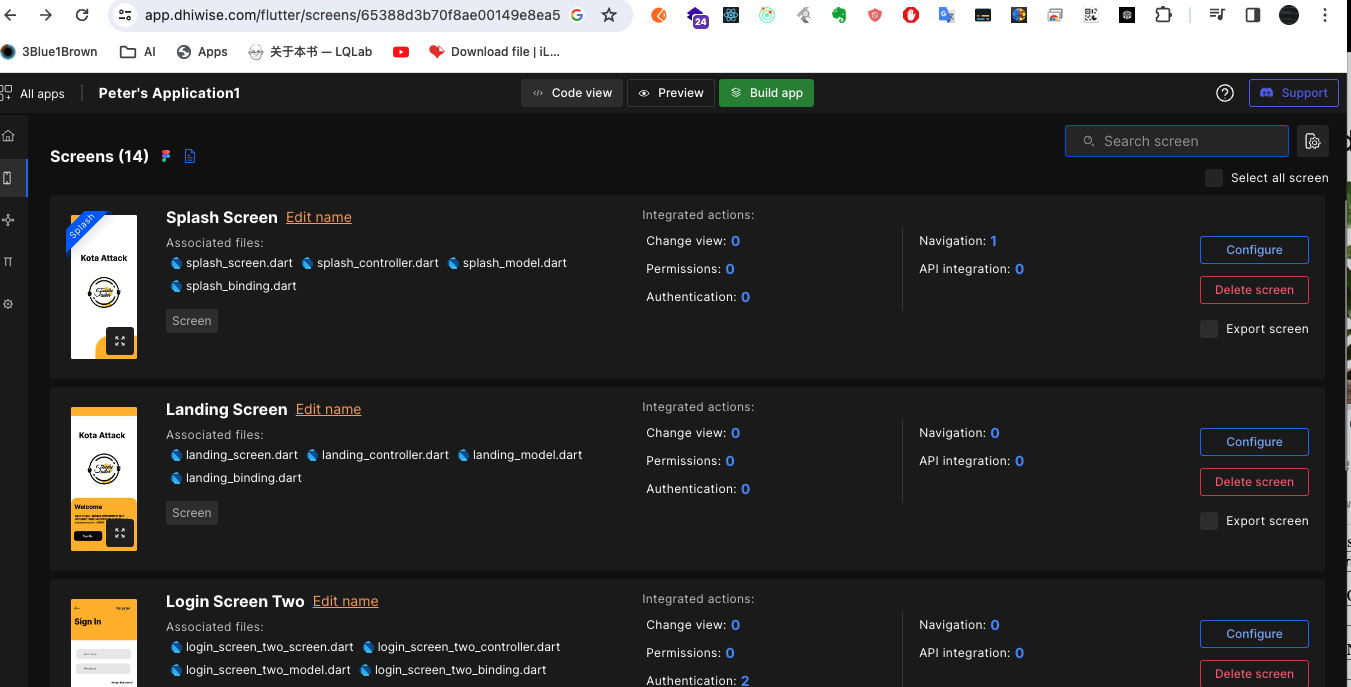 app.dhiwise.com/flutter/screens/65388d3b70f8ae00149e8ea5
24
3Blue1Brown AI Apps 关于本书 — LQLab Download file | iL...
All apps Peter's Application1 Code view Preview Build app Support
Screens (14) Search screen
Select all screen
Splash
Kota Attack
Splash Screen Edit name
Associated files:
splash_screen.dart splash_controller.dart splash_model.dart
splash_binding.dart
Screen
Integrated actions:
Change view: 0
Permissions: 0
Authentication: 0
Navigation: 1
API integration: 0
Configure
Delete screen
Export screen
Kota Attack
Welcome
Landing Screen Edit name
Associated files:
landing_screen.dart landing_controller.dart landing_model.dart
landing_binding.dart
Screen
Integrated actions:
Change view: 0
Permissions: 0
Authentication: 0
Navigation: 0
API integration: 0
Configure
Delete screen
Export screen
Register
Sign In
Login Screen Two Edit name
Associated files:
login_screen_two_screen.dart login_screen_two_controller.dart
login_screen_two_model.dart login_screen_two_binding.dart
Integrated actions:
Change view: 0
Permissions: 0
Authentication: 2
Navigation: 0
API integration: 0
Configure
Delete screen